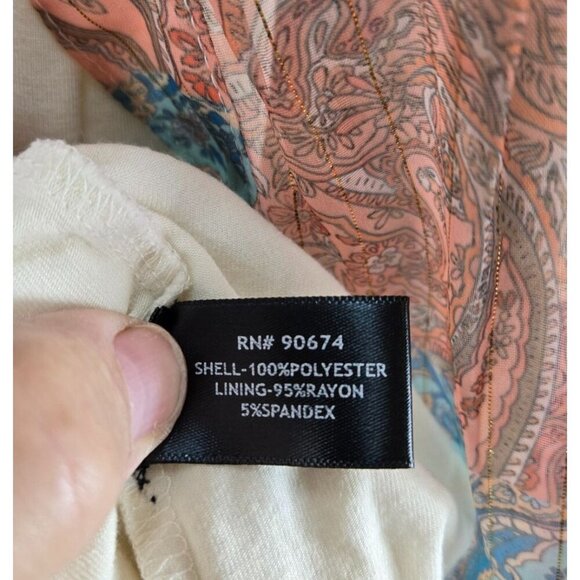 RN# 90674
SHELL-100%POLYESTER
LINING-95%RAYON
5%SPANDEX